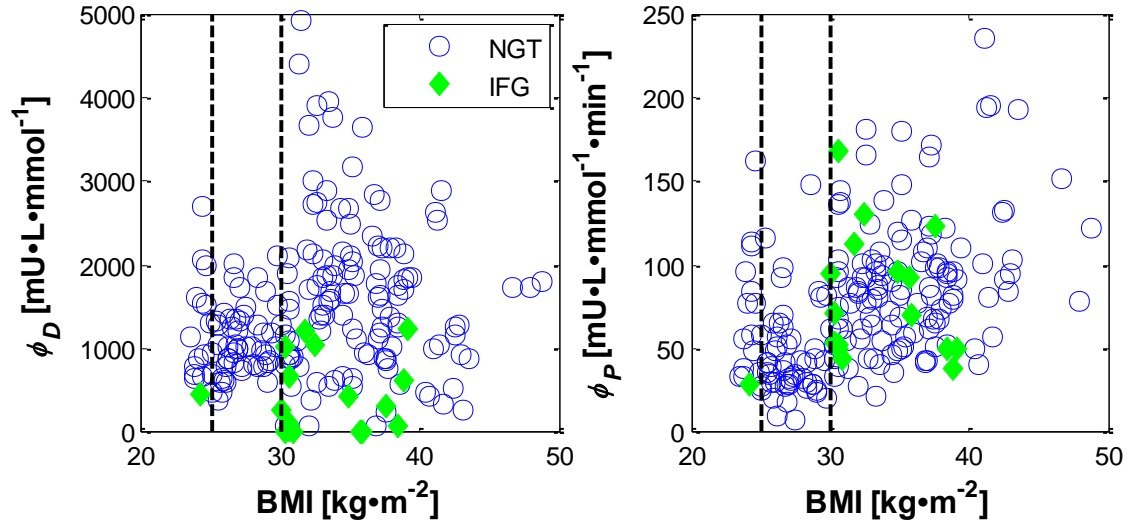 5000
4000
3000
2000
1000
0
ϕD [mU•L•mmol⁻¹]
20 30 40 50
BMI [kg•m⁻²]
NGT
IFG
250
200
150
100
50
0
ϕP [mU•L•mmol⁻¹•min⁻¹]
20 30 40 50
BMI [kg•m⁻²]